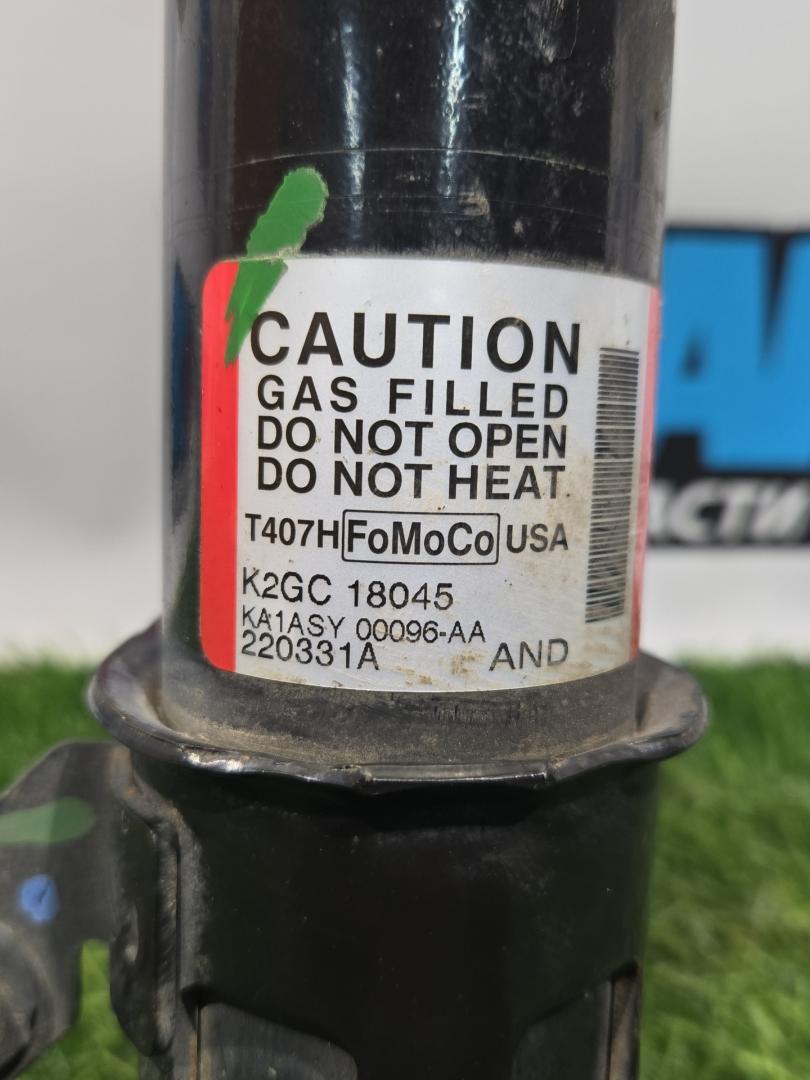 CAUTION
GAS FILLED
DO NOT OPEN
DO NOT HEAT
T407H FoMoCo USA
K2GC 18045
KA1ASY 00096-AA
220331A AND